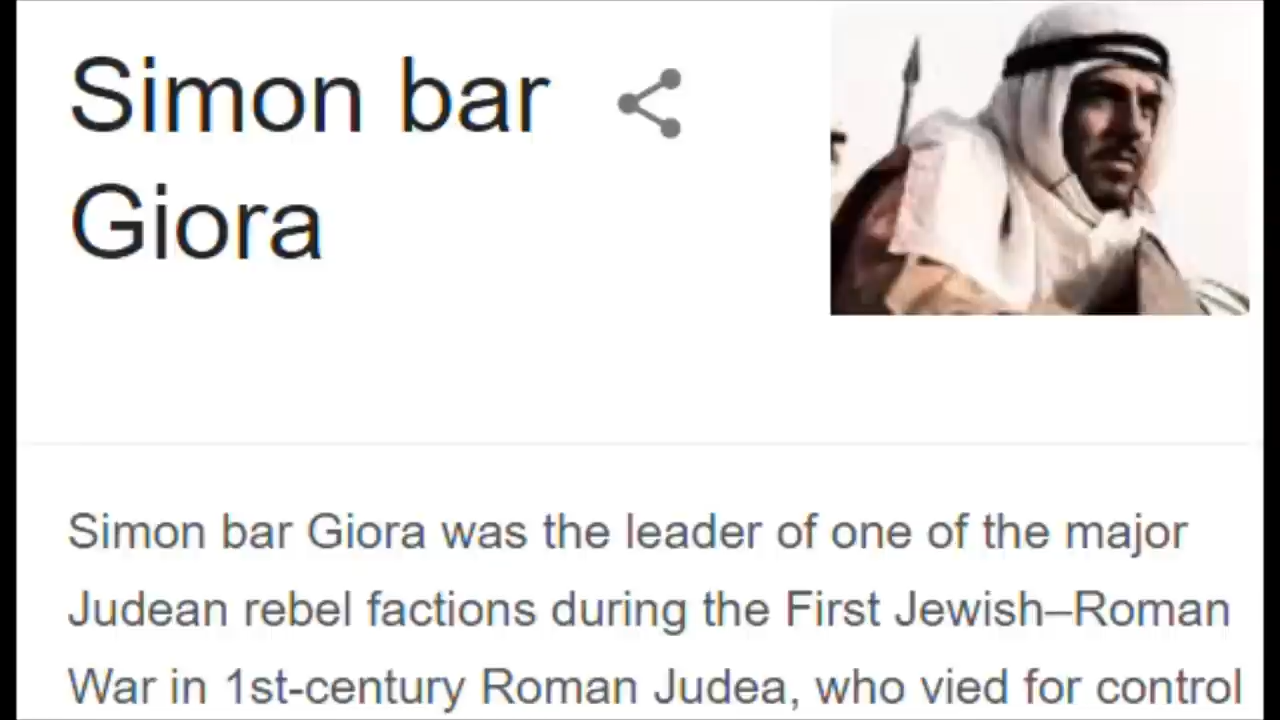 Simon bar
Giora
Simon bar Giora was the leader of one of the major
Judean rebel factions during the First Jewish–Roman
War in 1st-century Roman Judea, who vied for control